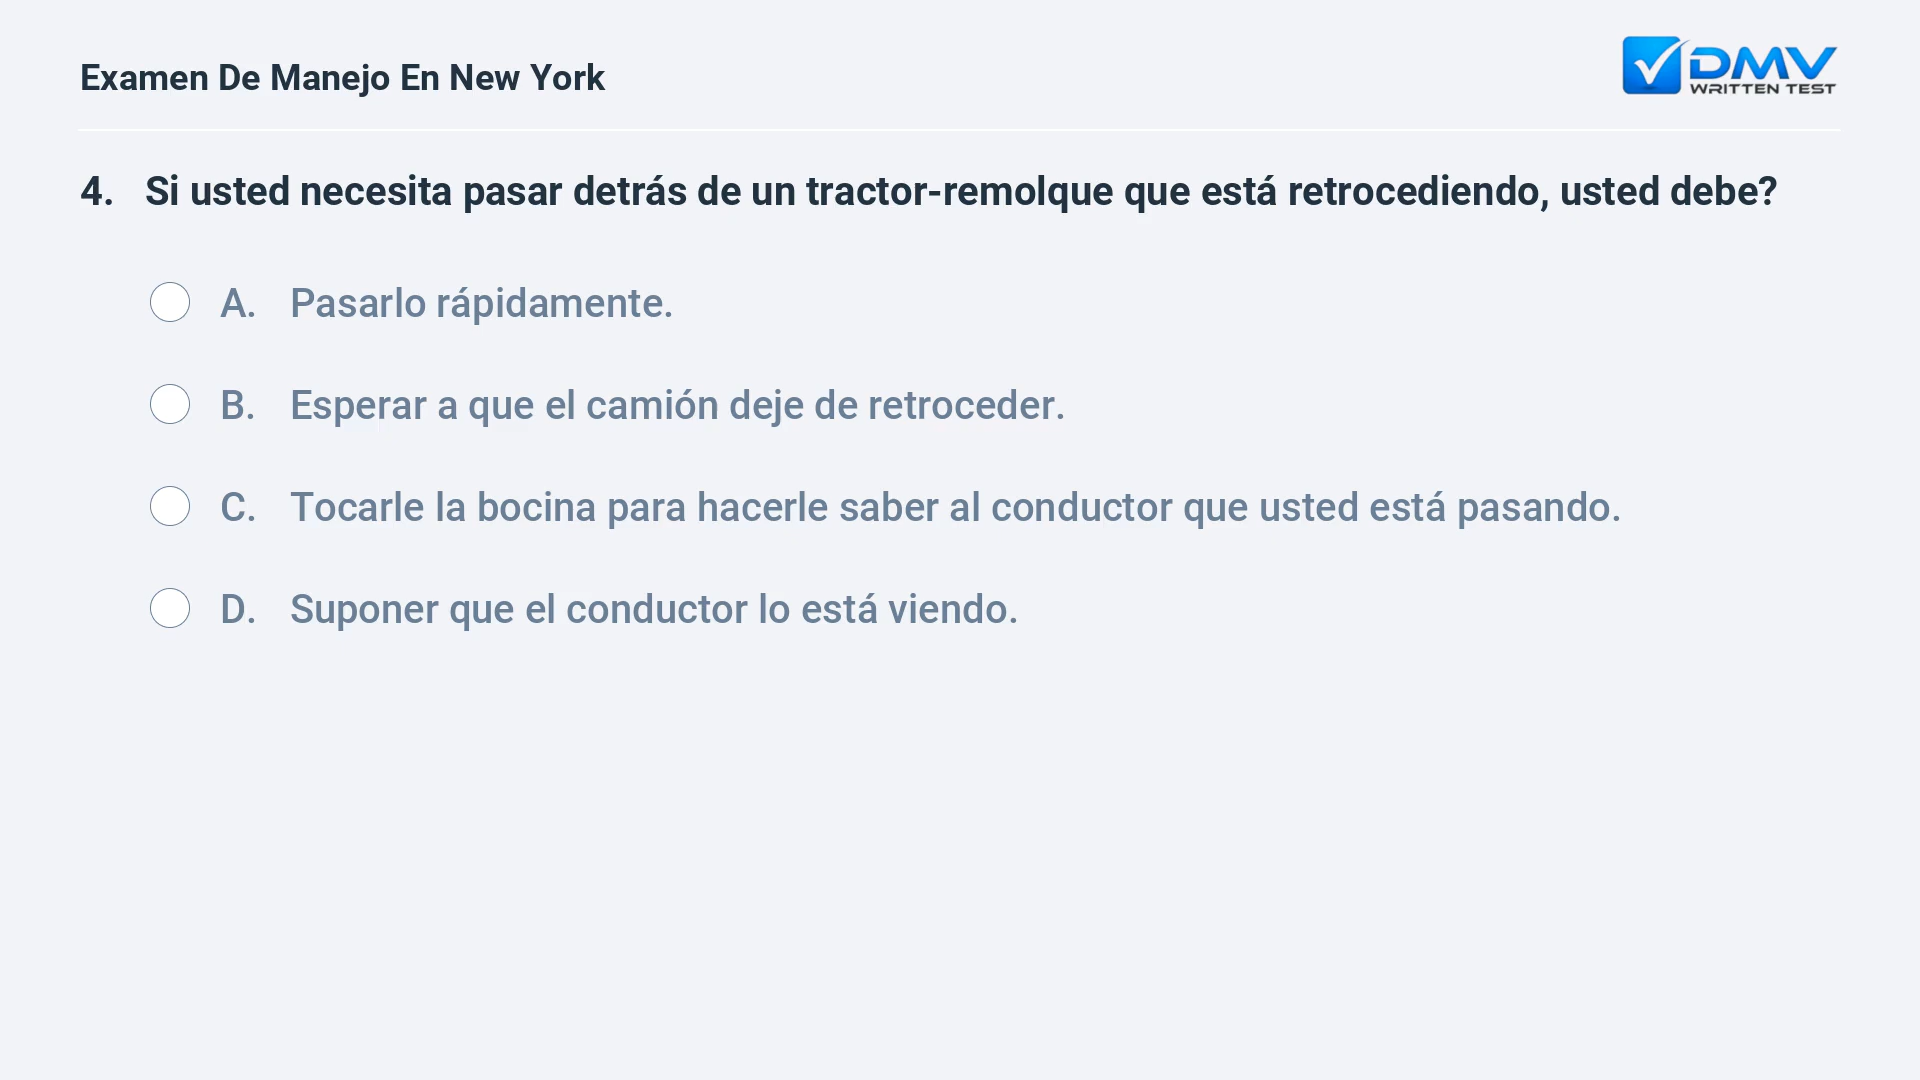 Examen De Manejo En New York
DMV
WRITTEN TEST
4. Si usted necesita pasar detrás de un tractor-remolque que está retrocediendo, usted debe?
A. Pasarlo rápidamente.
B. Esperar a que el camión deje de retroceder.
C. Tocarle la bocina para hacerle saber al conductor que usted está pasando.
D. Suponer que el conductor lo está viendo.